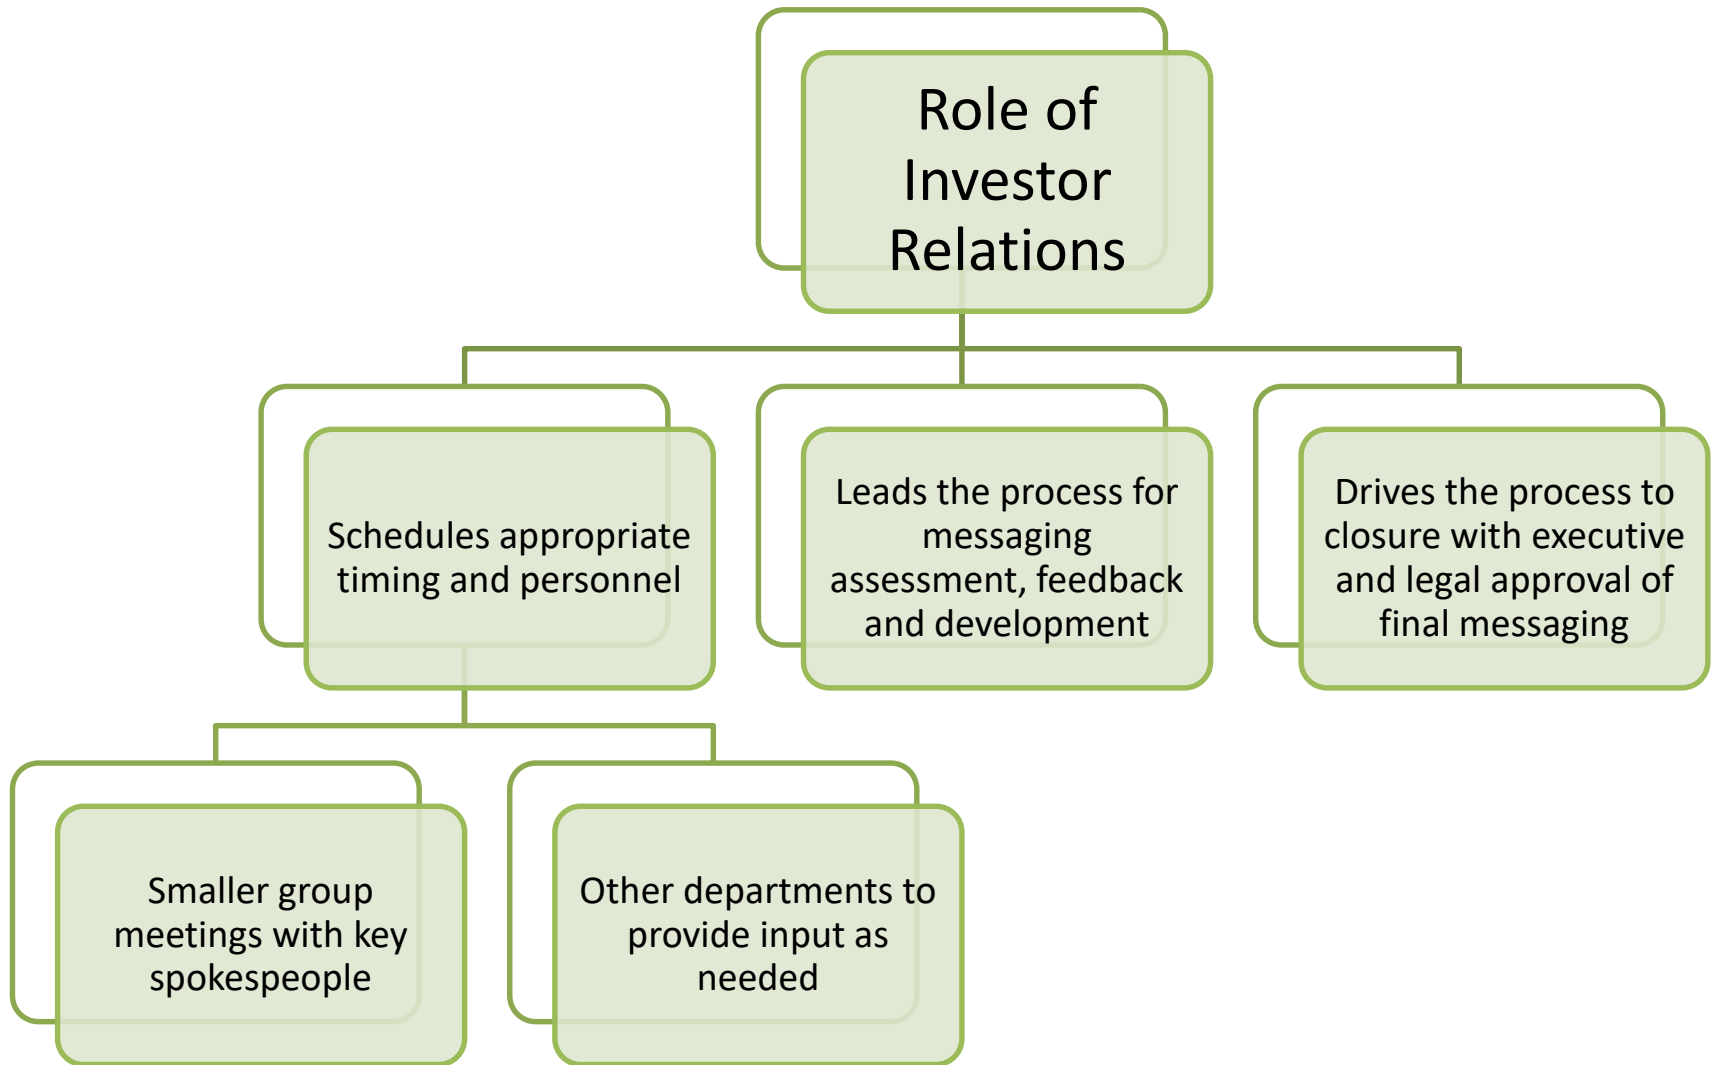 Role of
Investor
Relations
Schedules appropriate
timing and personnel
Leads the process for
messaging
assessment, feedback
and development
Drives the process to
closure with executive
and legal approval of
final messaging
Smaller group
meetings with key
spokespeople
Other departments to
provide input as
needed